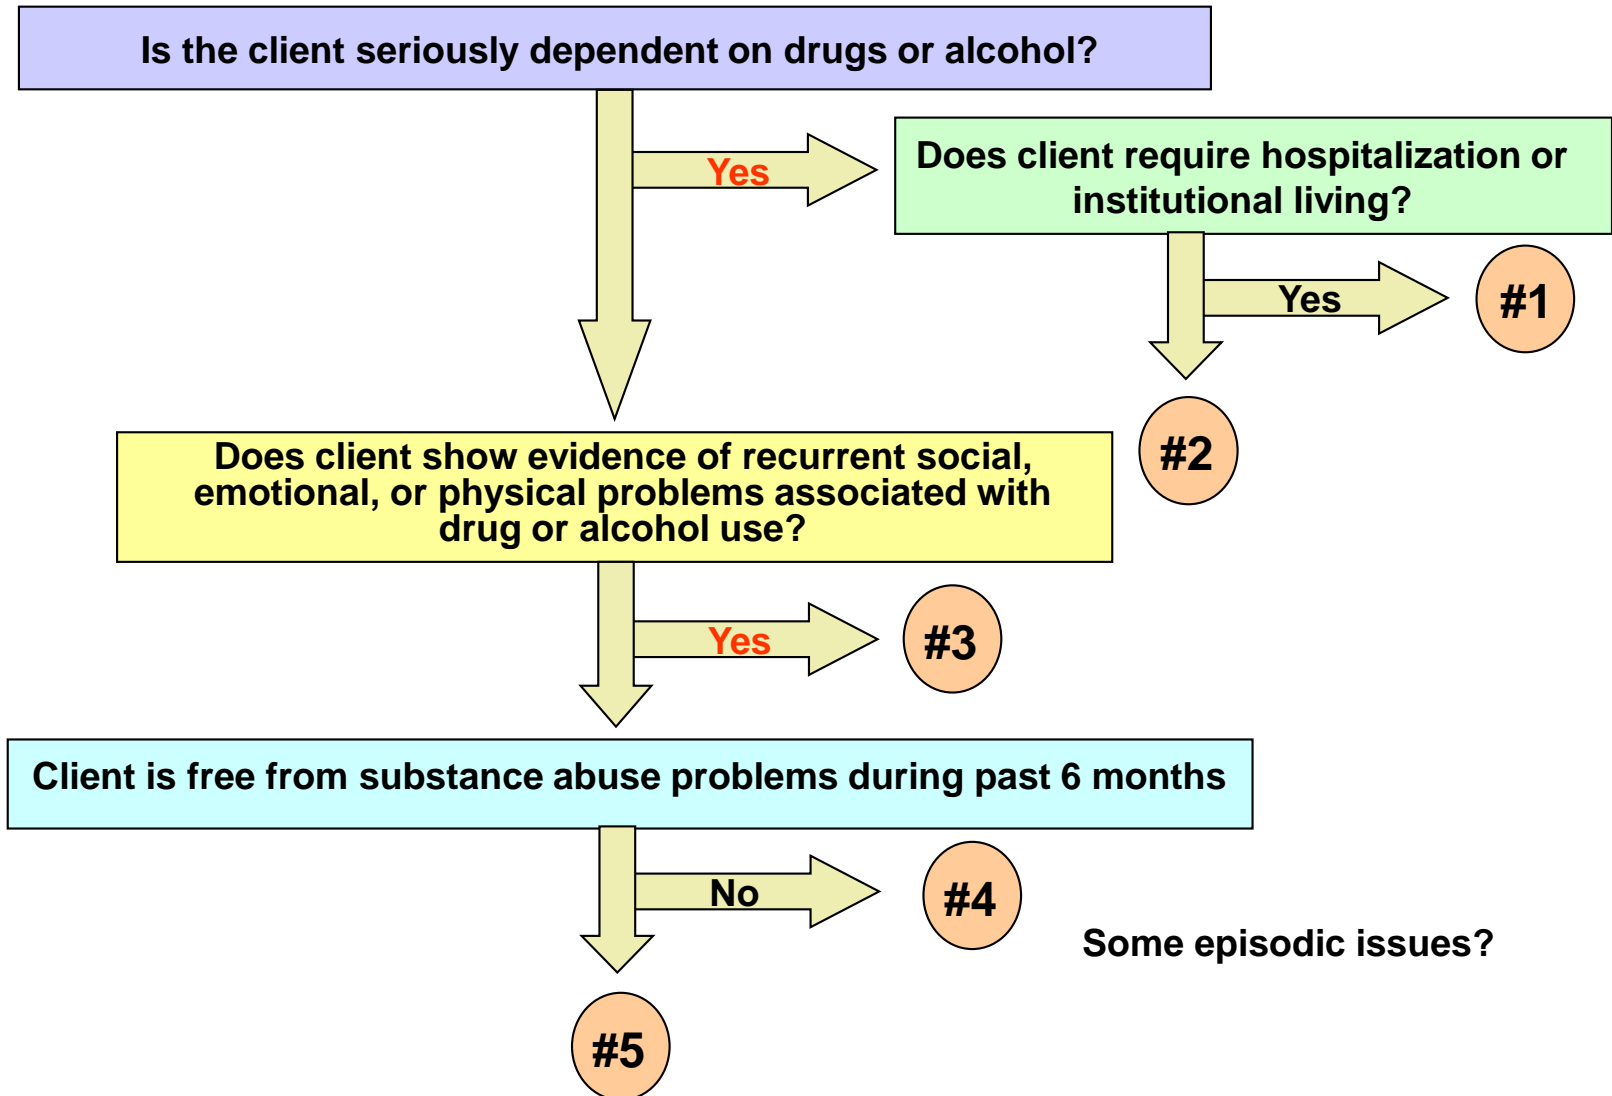 Is the client seriously dependent on drugs or alcohol?
Yes
Does client require hospitalization or
institutional living?
Yes
#1
#2
Does client show evidence of recurrent social,
emotional, or physical problems associated with
drug or alcohol use?
Yes
#3
Client is free from substance abuse problems during past 6 months
No
#4
Some episodic issues?
#5